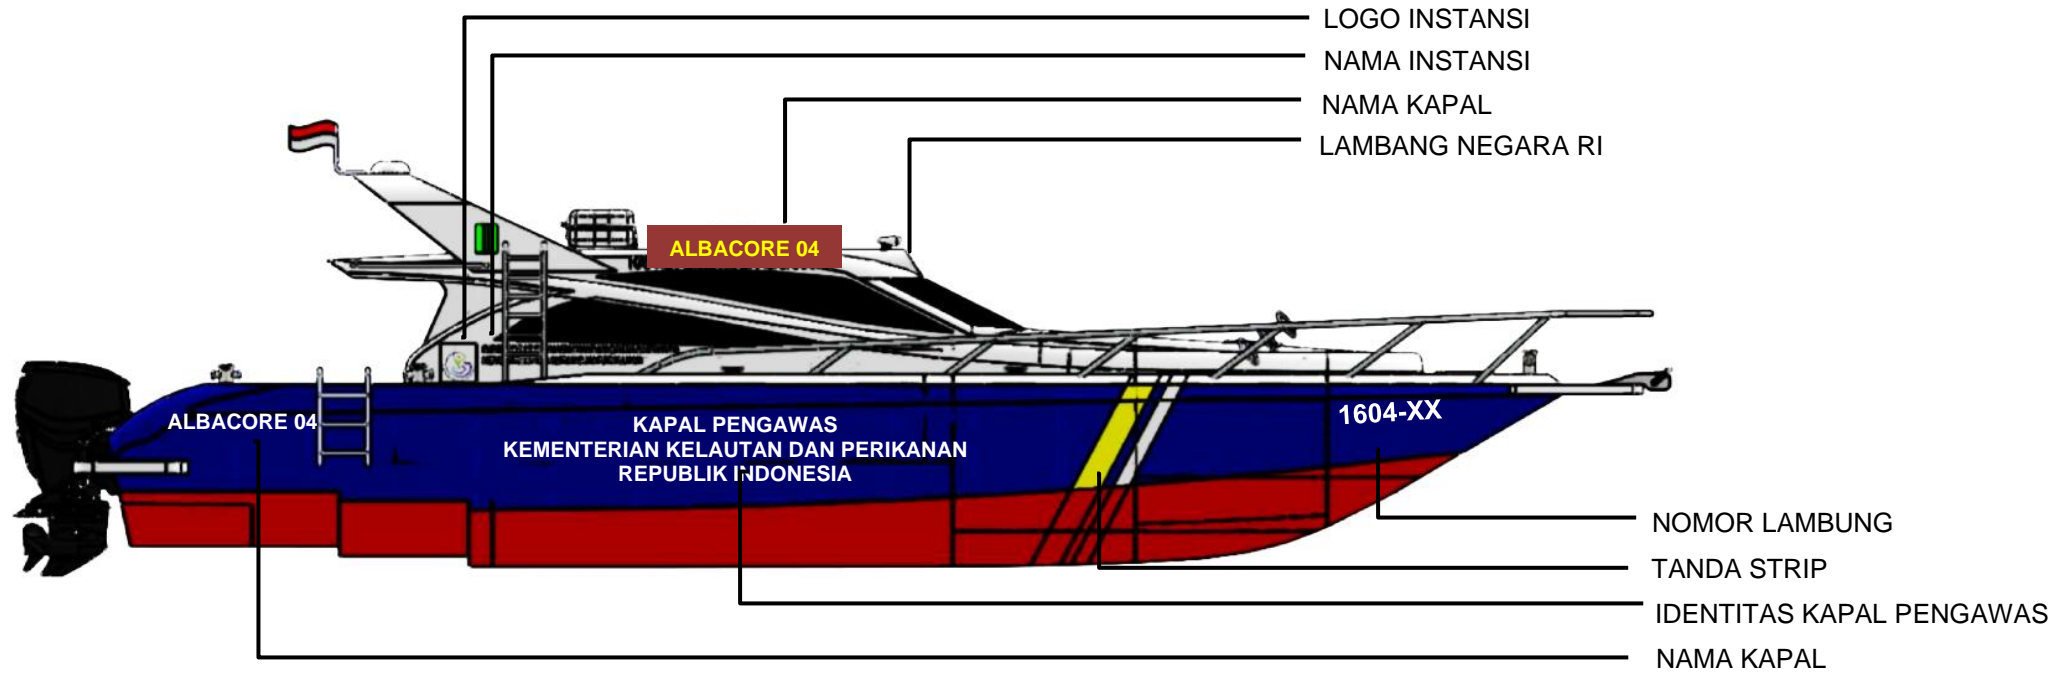 LOGO INSTANSI
NAMA INSTANSI
NAMA KAPAL
LAMBANG NEGARA RI
ALBACORE 04
ALBACORE 04
KAPAL PENGAWAS
KEMENTERIAN KELAUTAN DAN PERIKANAN
REPUBLIK INDONESIA
1604-XX
NOMOR LAMBUNG
TANDA STRIP
IDENTITAS KAPAL PENGAWAS
NAMA KAPAL